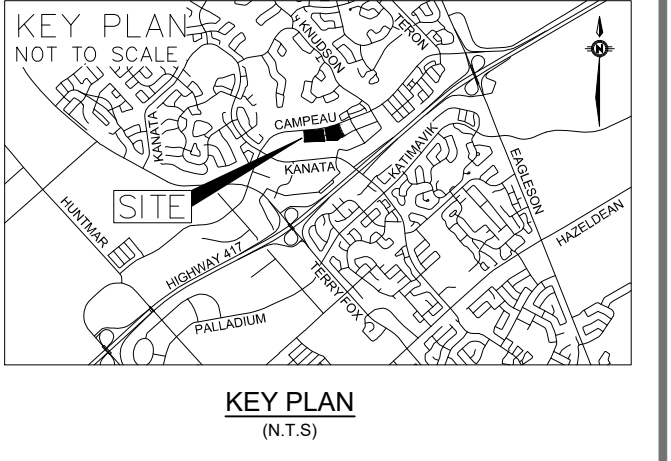 KEY PLAN
NOT TO SCALE
KNUDSON
TERON
N
CAMPEAU
KANATA
KANATA
KATIMAVIK
EAGLESON
SITE
HUNTMAR
HAZELDEAN
HIGHWAY 417
TERRY FOX
PALLADIUM
KEY PLAN
(N.T.S)